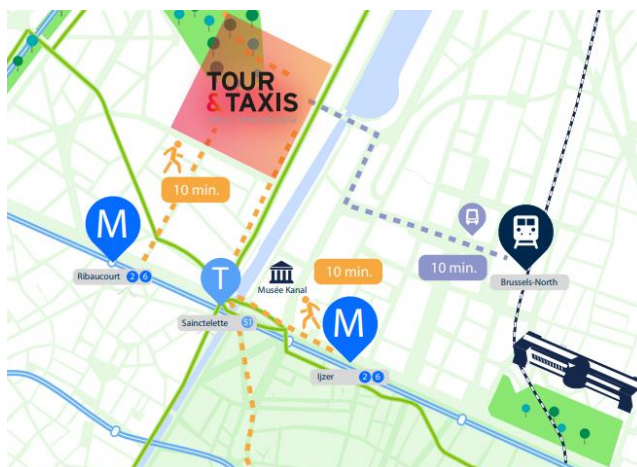 TOUR
& TAXIS
10 min.
M
Ribaucourt 2 6
T
Musée Kanal
10 min.
10 min.
Brussels-North
Sainctelette 51
M
Ijzer 2 6